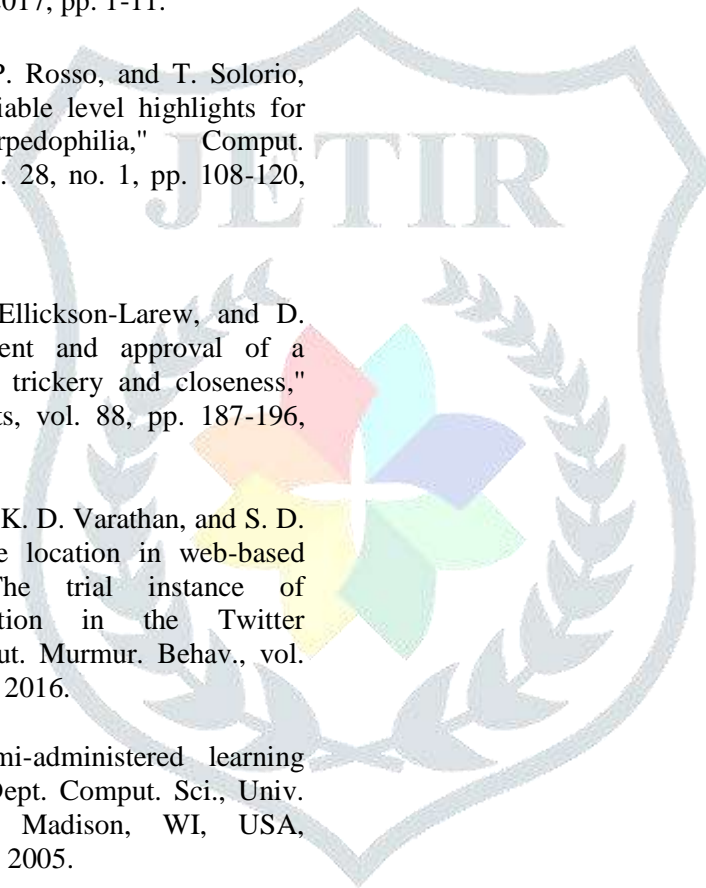 2017, pp. 1-11.
P. Rosso, and T. Solorio,
iable level highlights for
rpedophilia," Comput.
. 28, no. 1, pp. 108-120,
JETIR
Ellickson-Larew, and D.
ent and approval of a
trickery and closeness,"
ts, vol. 88, pp. 187-196,
K. D. Varathan, and S. D.
e location in web-based
The trial instance of
tion in the Twitter
ut. Murmur. Behav., vol.
2016.
mi-administered learning
Dept. Comput. Sci., Univ.
Madison, WI, USA,
2005.